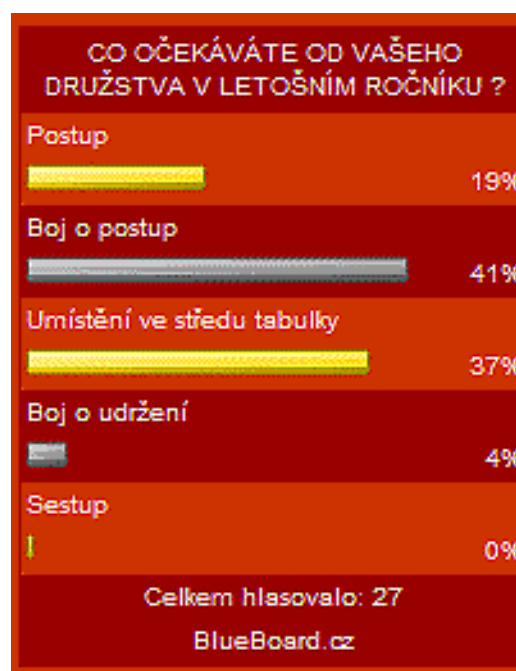 CO OČEKÁVÁTE OD VAŠEHO
DRUŽSTVA V LETOŠNÍM ROČNÍKU ?
Postup
19%
Boj o postup
41%
Umístění ve středu tabulky
37%
Boj o udržení
4%
Sestup
0%
Celkem hlasovalo: 27
BlueBoard.cz